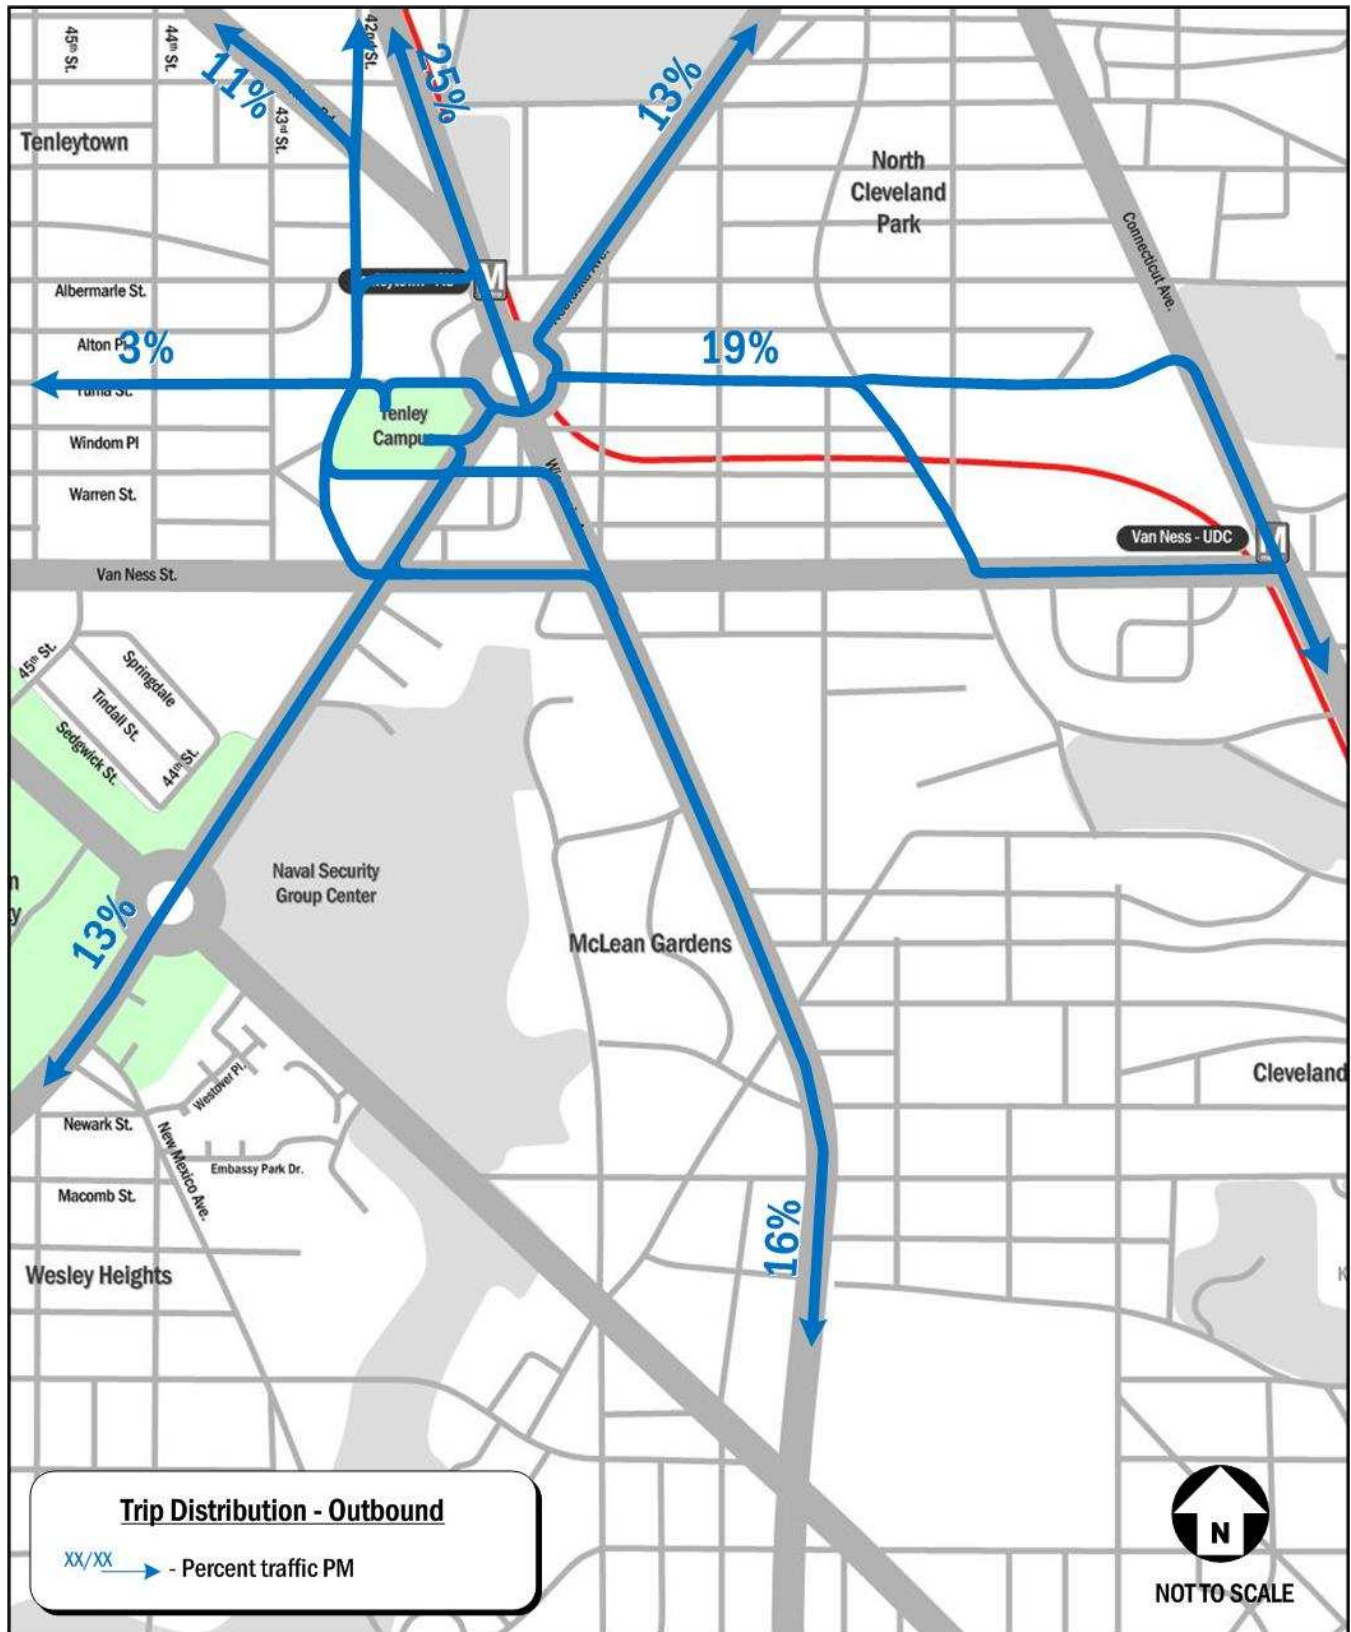 45th St.
44th St.
42nd St.
11%
25%
13%
43rd St.
Tenleytown
North
Cleveland
Park
Connecticut Ave.
M
Albermarle St.
Alton Pl
3%
19%
Yuma St.
Tenley
Campus
Windom Pl
Warren St.
Van Ness - UDC
M
Van Ness St.
45th St.
Springdale
Tindall St.
Sedgwick St.
44th St.
Naval Security
Group Center
13%
McLean Gardens
Cleveland
Westover Pl.
Newark St.
New Mexico Ave.
Embassy Park Dr.
Macomb St.
16%
Wesley Heights
K
Trip Distribution - Outbound
XX/XX - Percent traffic PM
N
NOT TO SCALE